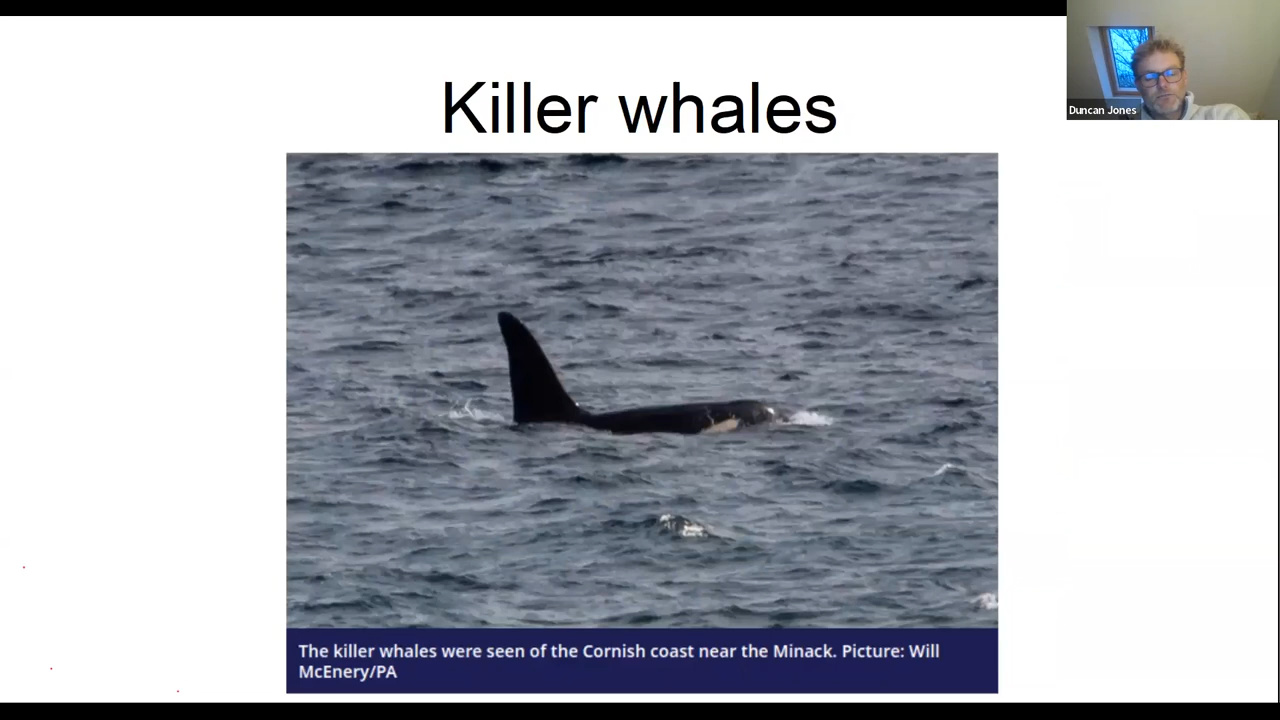 Killer whales
Duncan Jones
The killer whales were seen of the Cornish coast near the Minack. Picture: Will
McEnery/PA